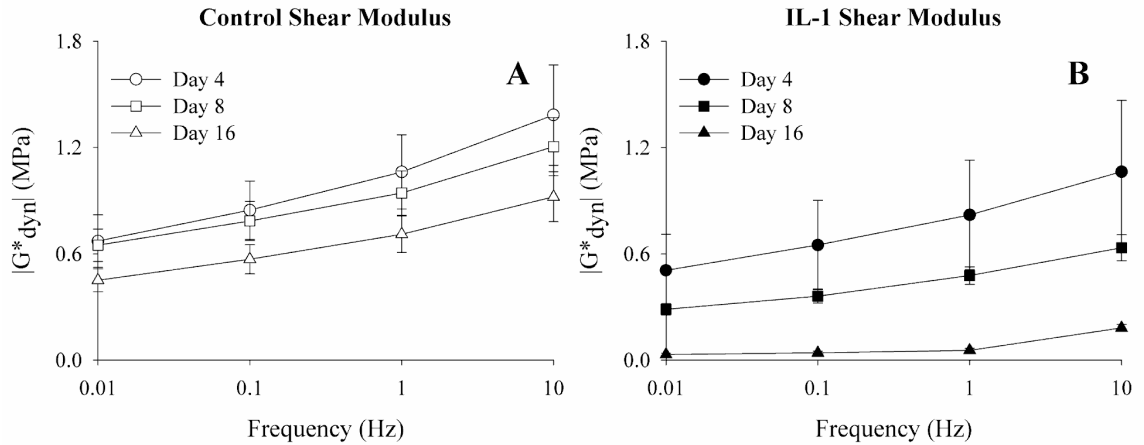 Control Shear Modulus
A
1.8
1.2
0.6
0.0
|G*dyn| (MPa)
Day 4
Day 8
Day 16
0.01
0.1
1
10
Frequency (Hz)
IL-1 Shear Modulus
B
1.8
1.2
0.6
0.0
|G*dyn| (MPa)
Day 4
Day 8
Day 16
0.01
0.1
1
10
Frequency (Hz)